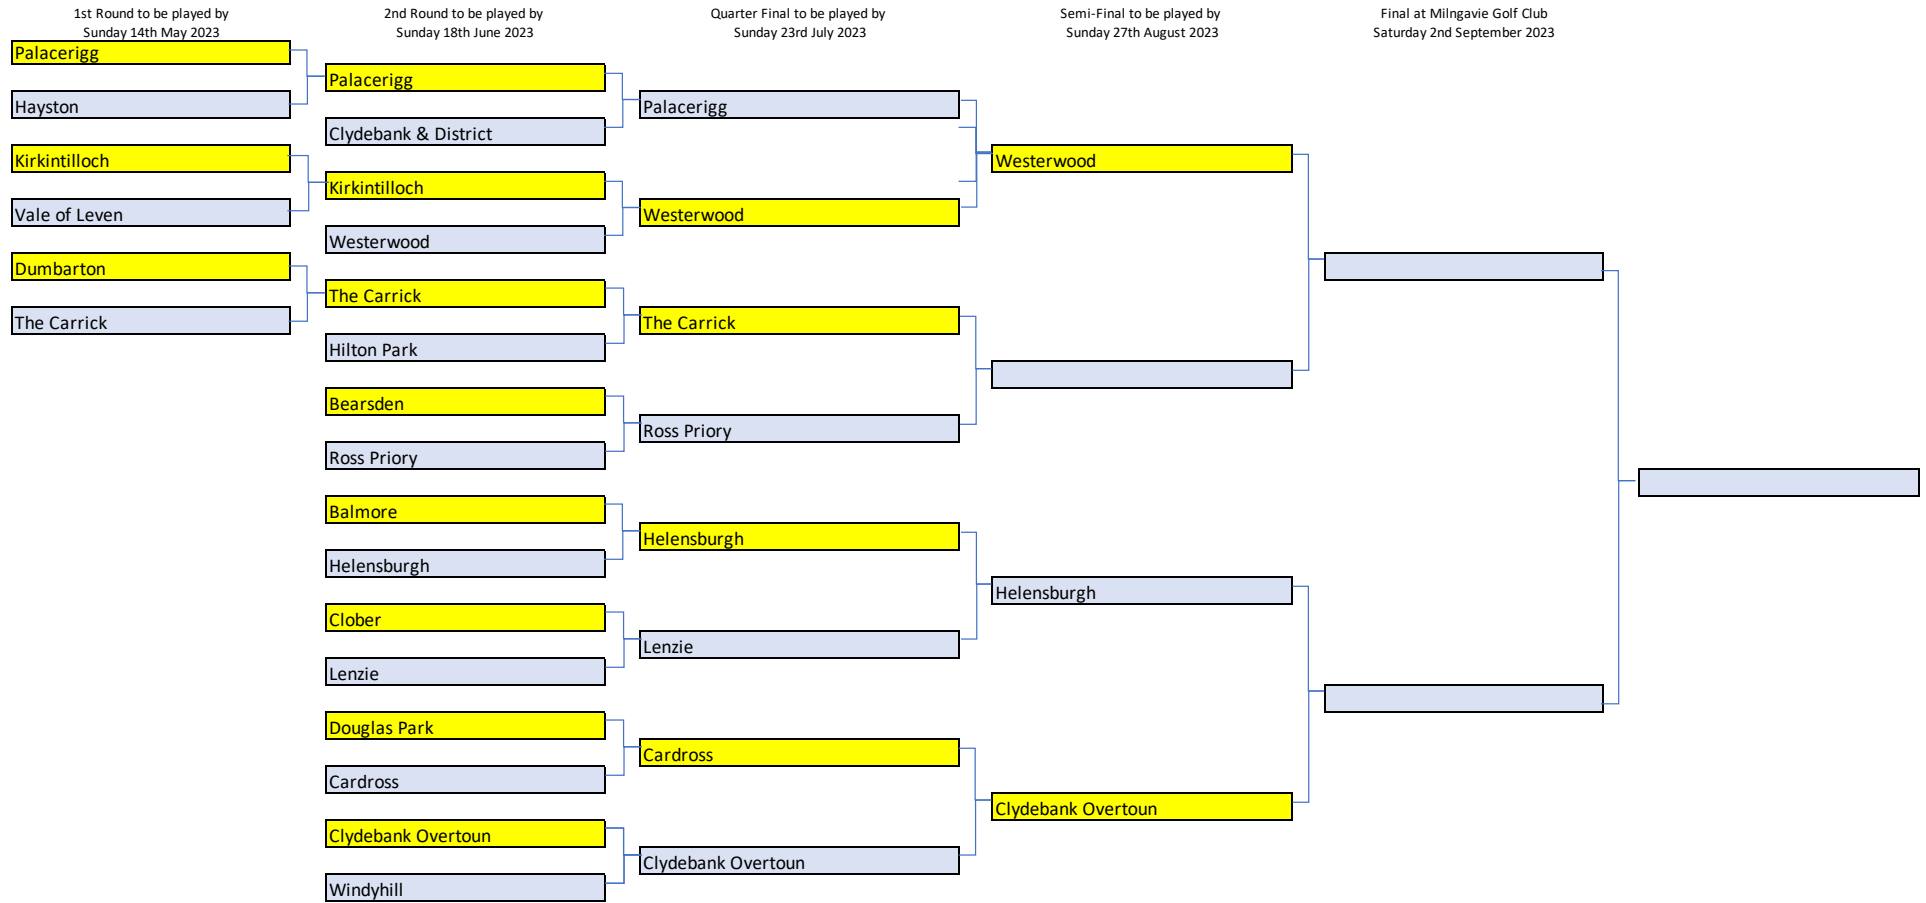 1st Round to be played by
Sunday 14th May 2023
2nd Round to be played by
Sunday 18th June 2023
Quarter Final to be played by
Sunday 23rd July 2023
Semi-Final to be played by
Sunday 27th August 2023
Final at Milngavie Golf Club
Saturday 2nd September 2023
Palacerigg
Hayston
Kirkintilloch
Vale of Leven
Dumbarton
The Carrick
Palacerigg
Clydebank & District
Kirkintilloch
Westerwood
The Carrick
Hilton Park
Bearsden
Ross Priory
Balmore
Helensburgh
Clober
Lenzie
Douglas Park
Cardross
Clydebank Overtoun
Windyhill
Palacerigg
Westerwood
The Carrick
Ross Priory
Helensburgh
Lenzie
Cardross
Clydebank Overtoun
Westerwood
Helensburgh
Clydebank Overtoun